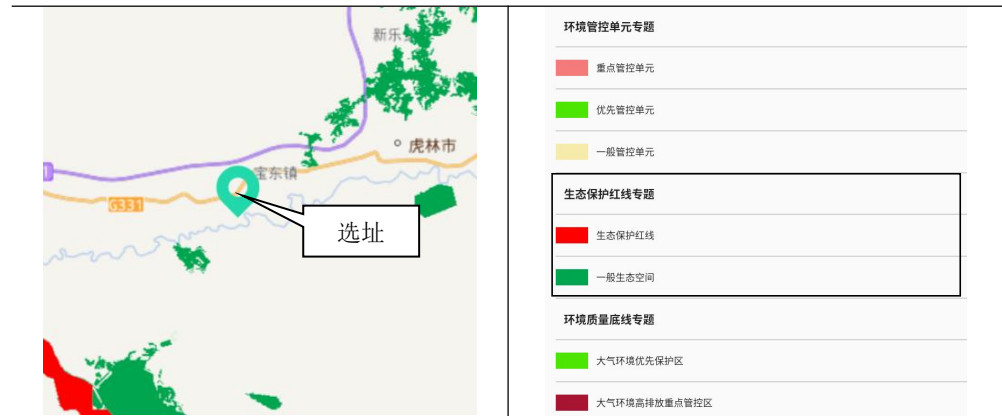 新乐
虎林市
宝东镇
G331
选址
环境管控单元专题
重点管控单元
优先管控单元
一般管控单元
生态保护红线专题
生态保护红线
一般生态空间
环境质量底线专题
大气环境优先保护区
大气环境高排放重点管控区